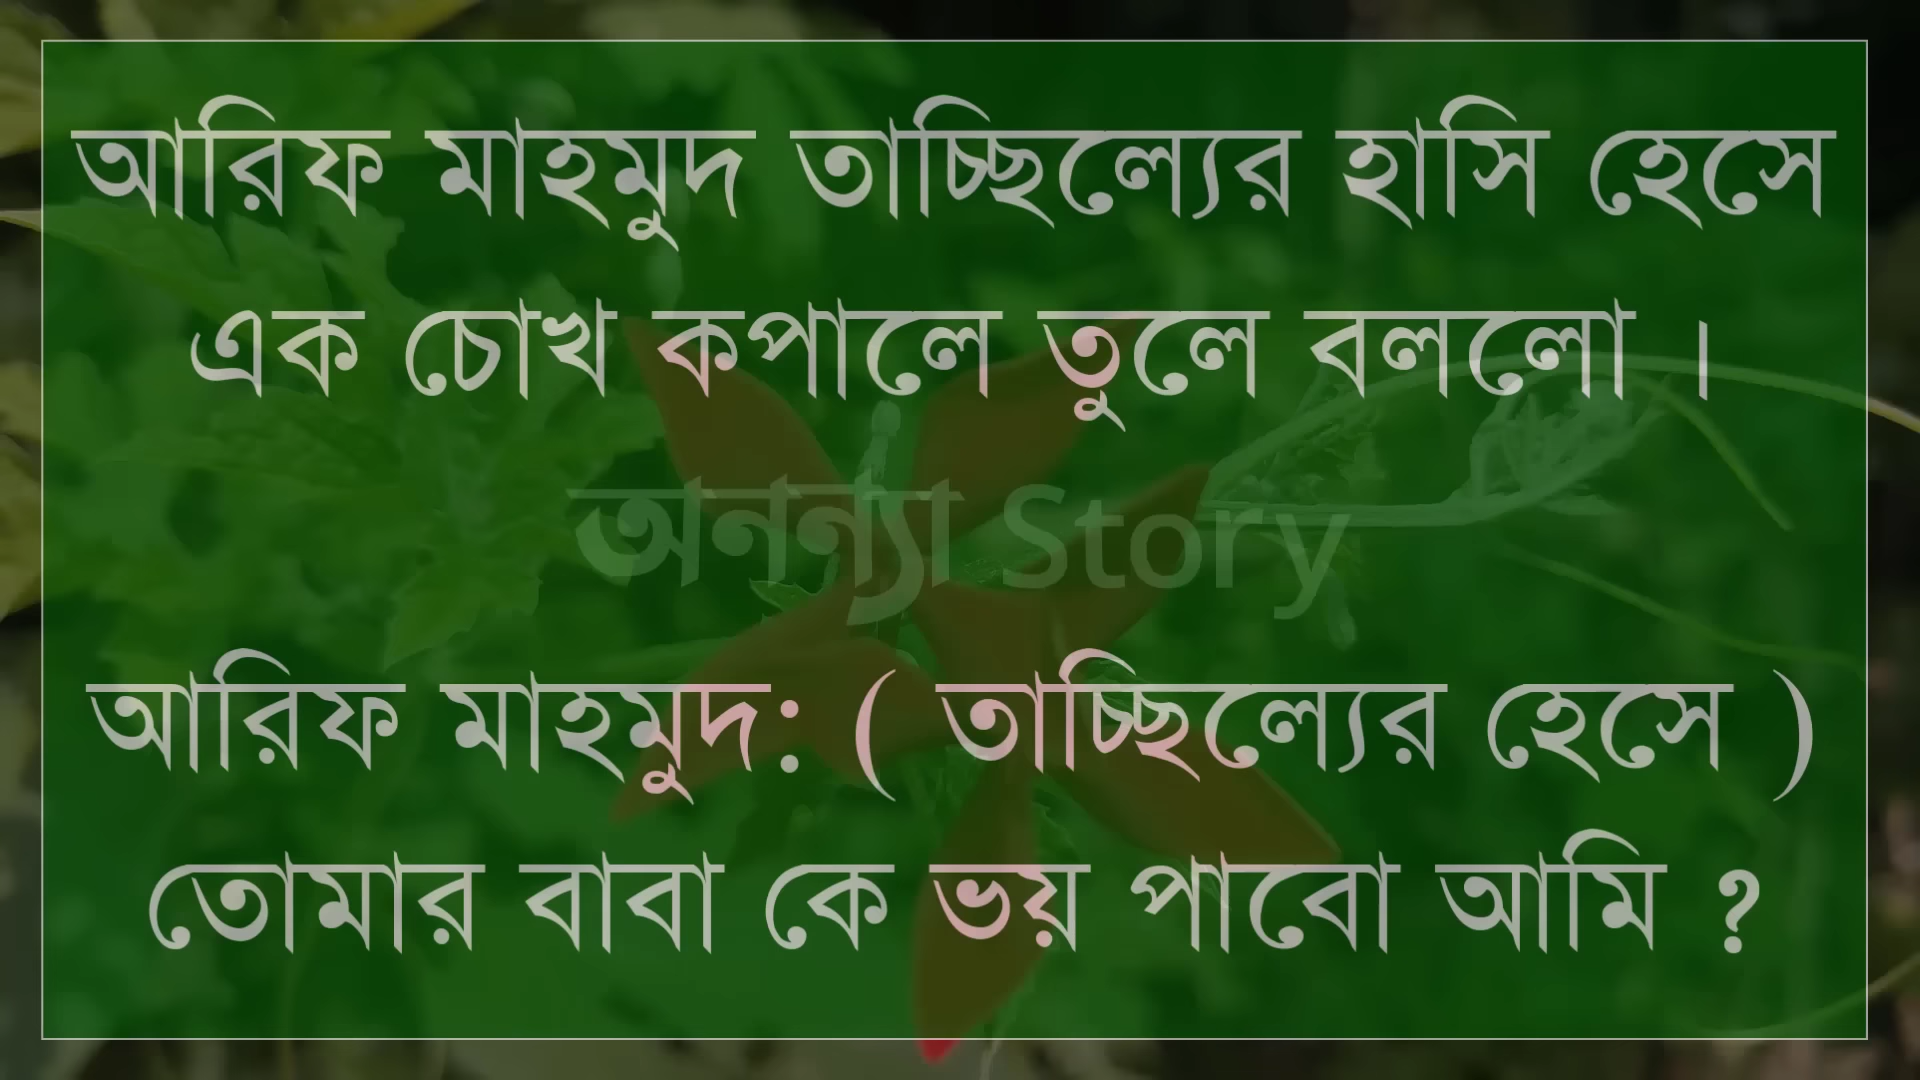 আরিফ মাহমুদ তাচ্ছিল্যের হাসি হেসে
এক চোখ কপালে তুলে বললো ।
অনন্যা Story
আরিফ মাহমুদ: ( তাচ্ছিল্যের হেসে )
তোমার বাবা কে ভয় পাবো আমি ?